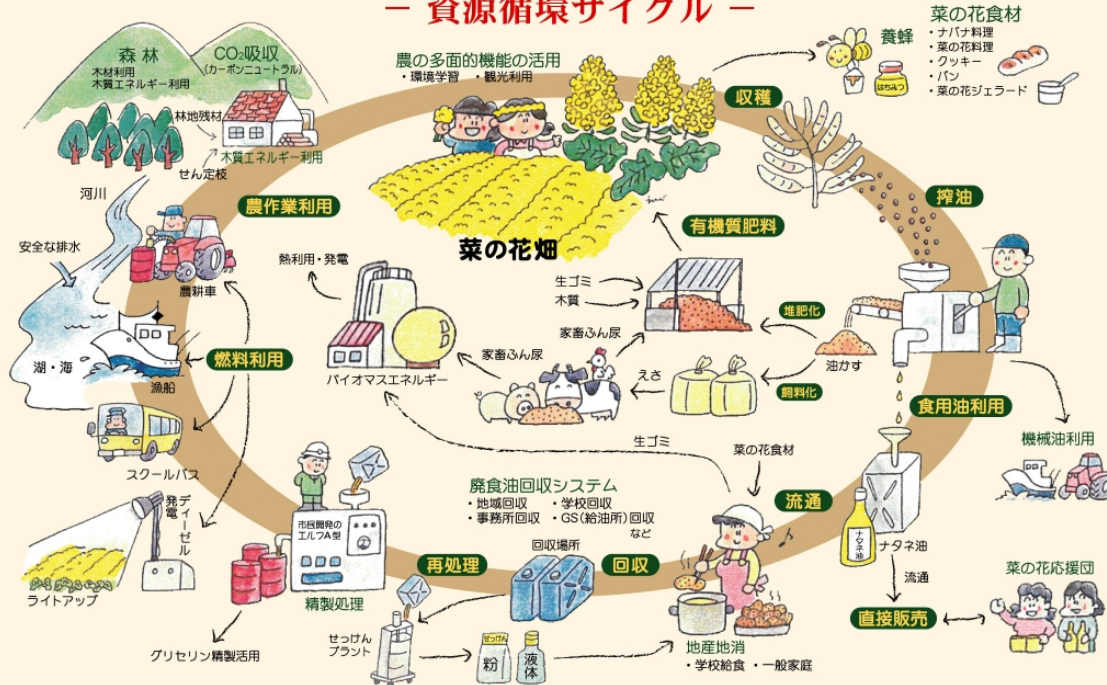 － 資源循環サイクル －
森林
木材利用
木質エネルギー利用
CO₂吸収
(カーボンニュートラル)
林地残材
木質エネルギー利用
せん定枝
農の多面的機能の活用
・環境学習 ・観光利用
菜の花畑
収穫
養蜂
はちみつ
菜の花食材
・ナバナ料理
・菜の花料理
・クッキー
・パン
・菜の花ジェラード
搾油
有機質肥料
生ゴミ
木質
家畜ふん尿
堆肥化
油かす
飼料化
えさ
家畜ふん尿
バイオマスエネルギー
熱利用・発電
食用油利用
機械油利用
ナタネ油
ナタネ油
流通
直接販売
菜の花応援団
流通
菜の花食材
生ゴミ
地産地消
・学校給食 ・一般家庭
回収
廃食油回収システム
・地域回収 ・学校回収
・事務所回収 ・GS(給油所)回収
など
回収場所
再処理
せっけん
プラント
せっけん
粉
液体
市民開発の
エルフA型
精製処理
グリセリン精製活用
燃料利用
農作業利用
農耕車
漁船
スクールバス
ディーゼル
発電
ライトアップ
河川
安全な排水
湖・海